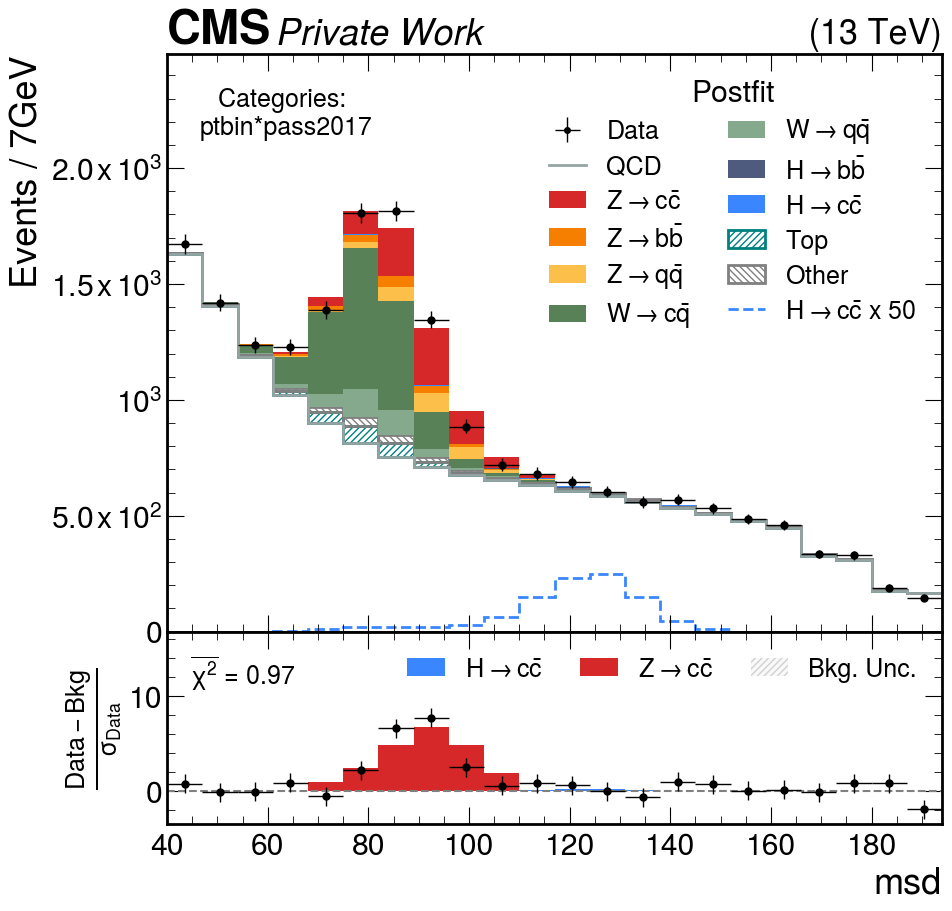 CMS Private Work (13 TeV)
Events / 7GeV
Categories:
ptbin*pass2017
Postfit
Data
QCD
Z→cc̄
Z→bb̄
Z→qq̄
W→cq̄
W→qq̄
H→bb̄
H→cc̄
Top
Other
H→cc̄ x 50
2.0 x 10³
1.5 x 10³
10³
5.0 x 10²
0
χ̅²̅ = 0.97
H→cc̄ Z→cc̄ Bkg. Unc.
Data − Bkg
σ_Data
10
0
40 60 80 100 120 140 160 180
msd